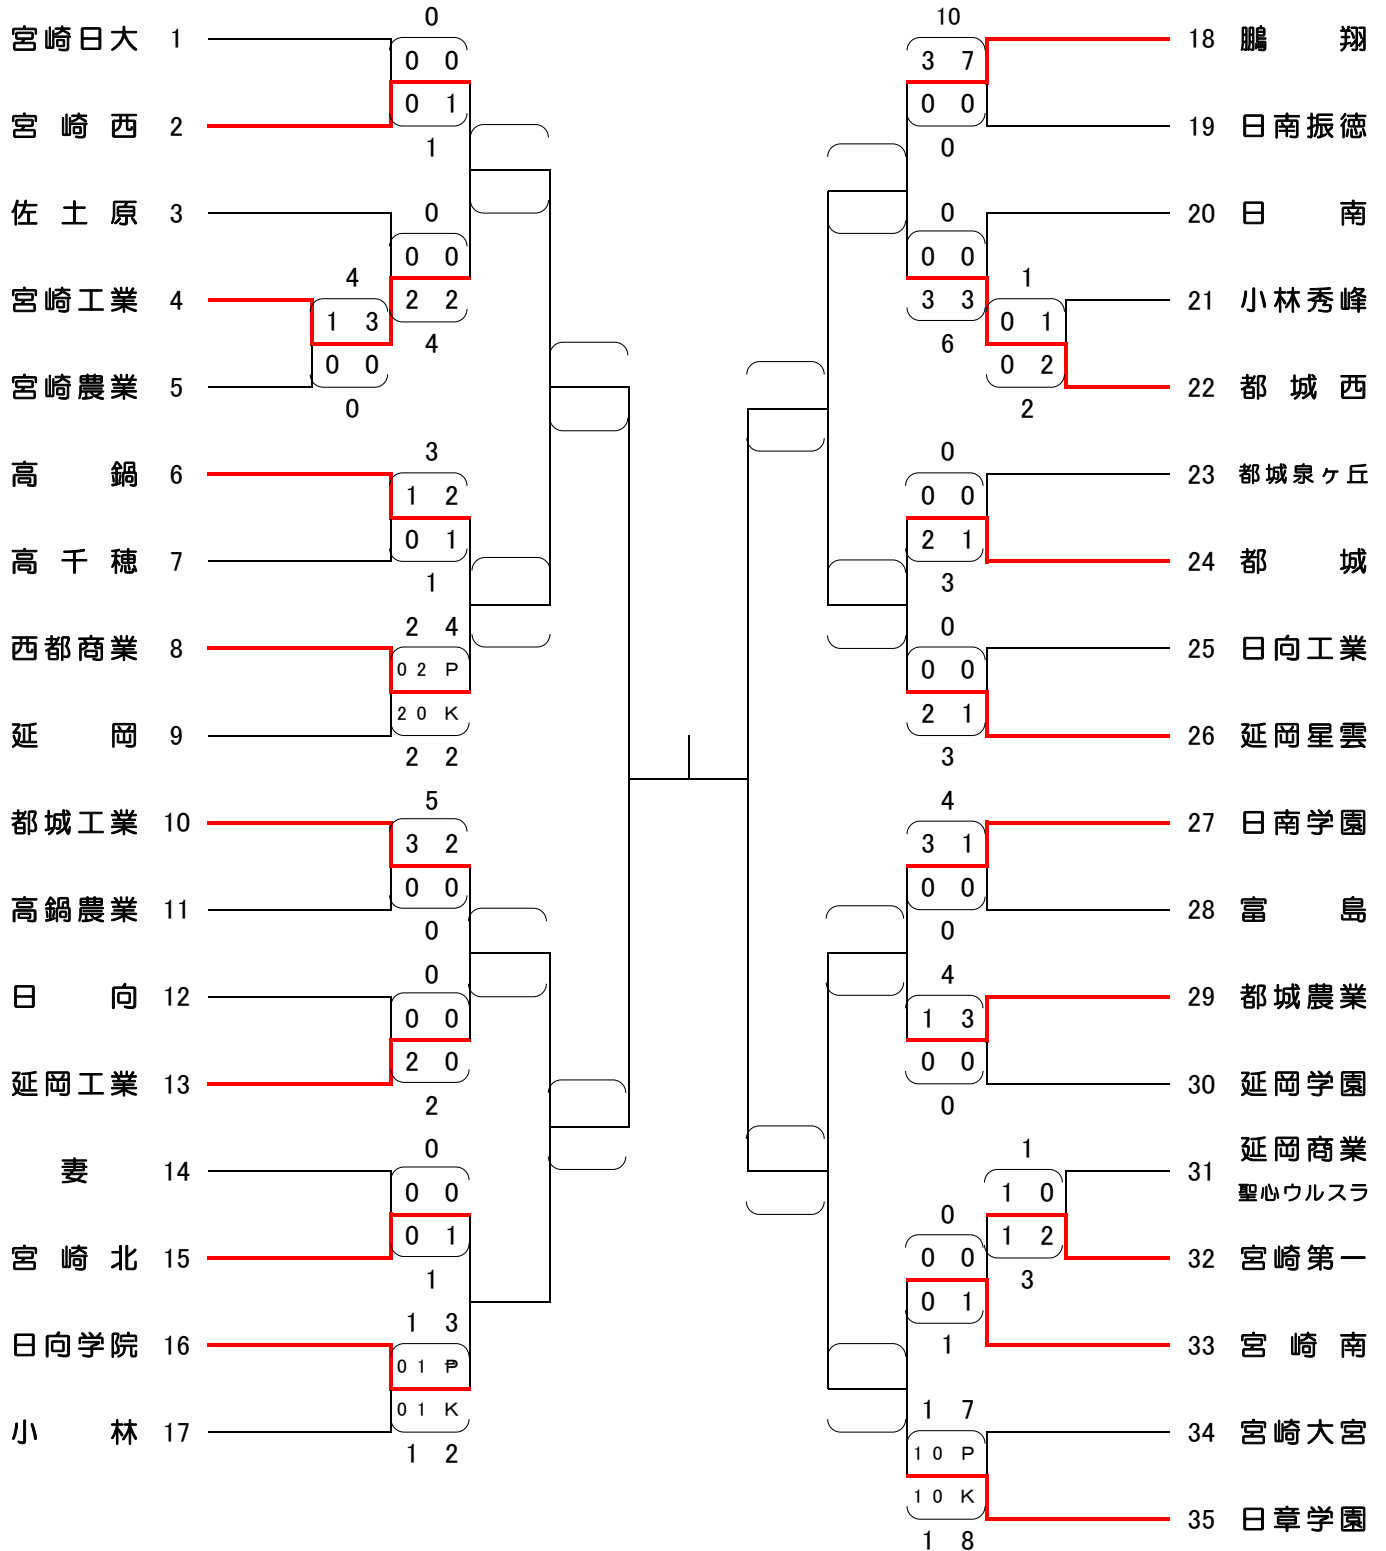 宮崎日大 1
0
0 0
0 1
1
宮崎西 2
佐土原 3
0
0 0
2 2
4
宮崎工業 4
4
1 3
0 0
0
宮崎農業 5
高鍋 6
3
1 2
0 1
1
高千穂 7
西都商業 8
2 4
0 2 P
2 0 K
2 2
延岡 9
都城工業 10
5
3 2
0 0
0
高鍋農業 11
日向 12
0
0 0
2 0
2
延岡工業 13
妻 14
0
0 0
0 1
1
宮崎北 15
日向学院 16
1 3
0 1 P
0 1 K
1 2
小林 17
10
3 7
0 0
0
18 鵬翔
19 日南振徳
0
0 0
3 3
6
20 日南
1
0 1
0 2
2
21 小林秀峰
22 都城西
0
0 0
2 1
3
23 都城泉ヶ丘
24 都城
0
0 0
2 1
3
25 日向工業
26 延岡星雲
4
3 1
0 0
0
27 日南学園
28 富島
4
1 3
0 0
0
29 都城農業
30 延岡学園
1
1 0
1 2
3
31 延岡商業
聖心ウルスラ
32 宮崎第一
0
0 0
0 1
1
33 宮崎南
1 7
1 0 P
1 0 K
1 8
34 宮崎大宮
35 日章学園